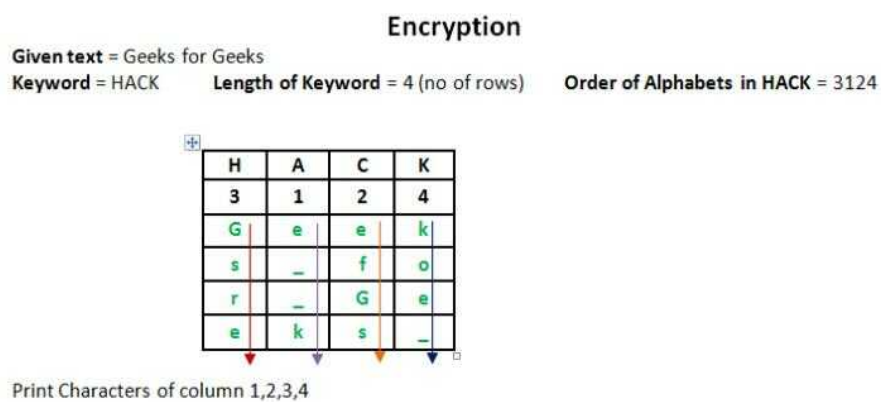 Encryption
Given text = Geeks for Geeks
Keyword = HACK Length of Keyword = 4 (no of rows) Order of Alphabets in HACK = 3124
H A C K
3 1 2 4
G e e k
s _ f o
r _ G e
e k s _
Print Characters of column 1,2,3,4